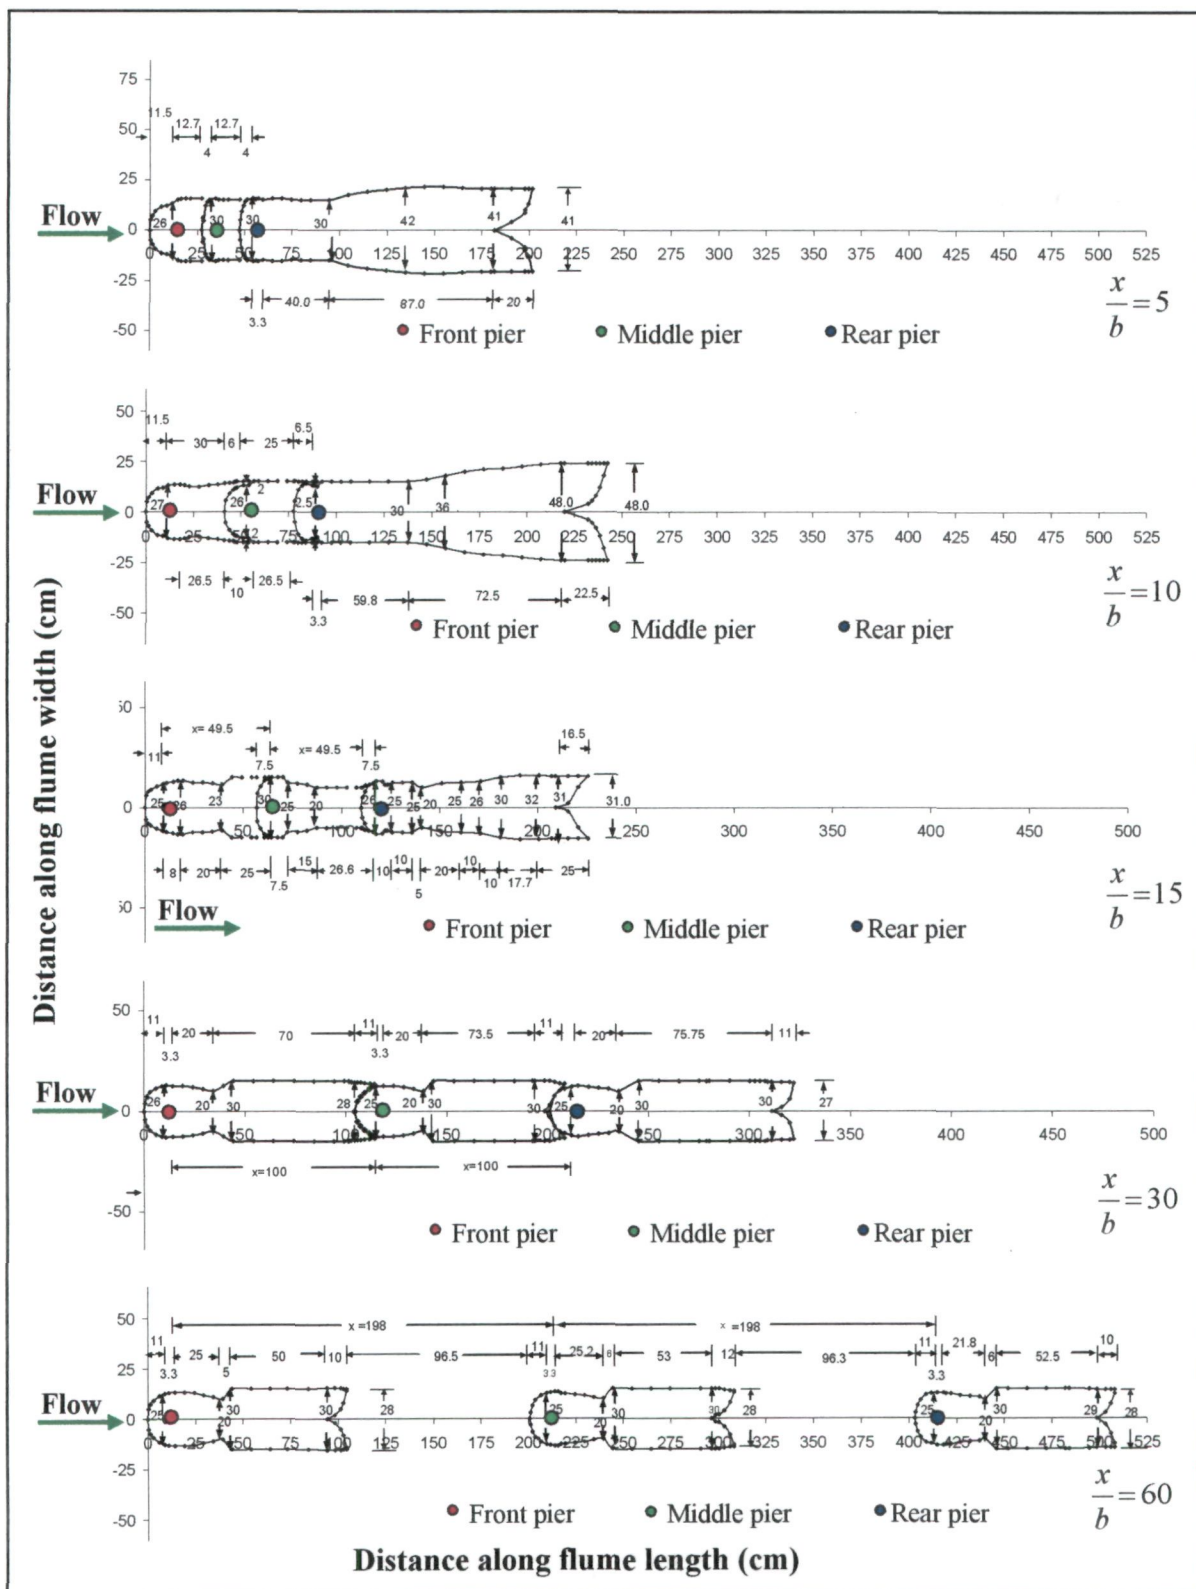 75
11.5
12.7 12.7
50
4 4
25
Flow
26 30 30 30 42 41 41
0
0 25 50 75 100 125 150 175 200 225 250 275 300 325 350 375 400 425 450 475 500 525
-25
40.0 87.0 20
3.3
x/b =5
-50
Front pier Middle pier Rear pier
50
11.5 6.5
30 6 25
25
2
Flow
27 26 2.5 30 36 48.0 48.0
0
0 25 50 75 100 125 150 175 200 225 250 275 300 325 350 375 400 425 450 475 500 525
-25
26.5 26.5 59.8 72.5 22.5
10 3.3
x/b =10
-50
Front pier Middle pier Rear pier
50
x= 49.5 16.5
11 x= 49.5
7.5 7.5
25 26 23 30 25 20 26 25 25 20 25 26 30 32 31 31.0
0
0 50 100 150 200 250 300 350 400 450 500
8 20 25 15 26.6 10 10 20 10 17.7 25
7.5 5 10
x/b =15
50
Flow
Front pier Middle pier Rear pier
50
11 20 70 11 20 73.5 11 20 75.75 11
3.3 3.3
Flow
26 20 30 28 25 20 30 30 25 20 30 30 27
0
0 50 100 150 200 250 300 350 400 450 500
x=100 x=100
x/b =30
-50
Front pier Middle pier Rear pier
50
x =198 x =198
11 25 50 10 96.5 11 25.2 6 53 12 96.3 11 21.8 6 52.5 10
25
3.3 5 3.3 3.3
Flow
25 20 30 30 28 25 20 30 30 28 25 20 30 29 28
0
0 25 50 75 100 125 150 175 200 225 250 275 300 325 350 375 400 425 450 475 500 525
-25
x/b =60
-50
Front pier Middle pier Rear pier
Distance along flume width (cm)
Distance along flume length (cm)